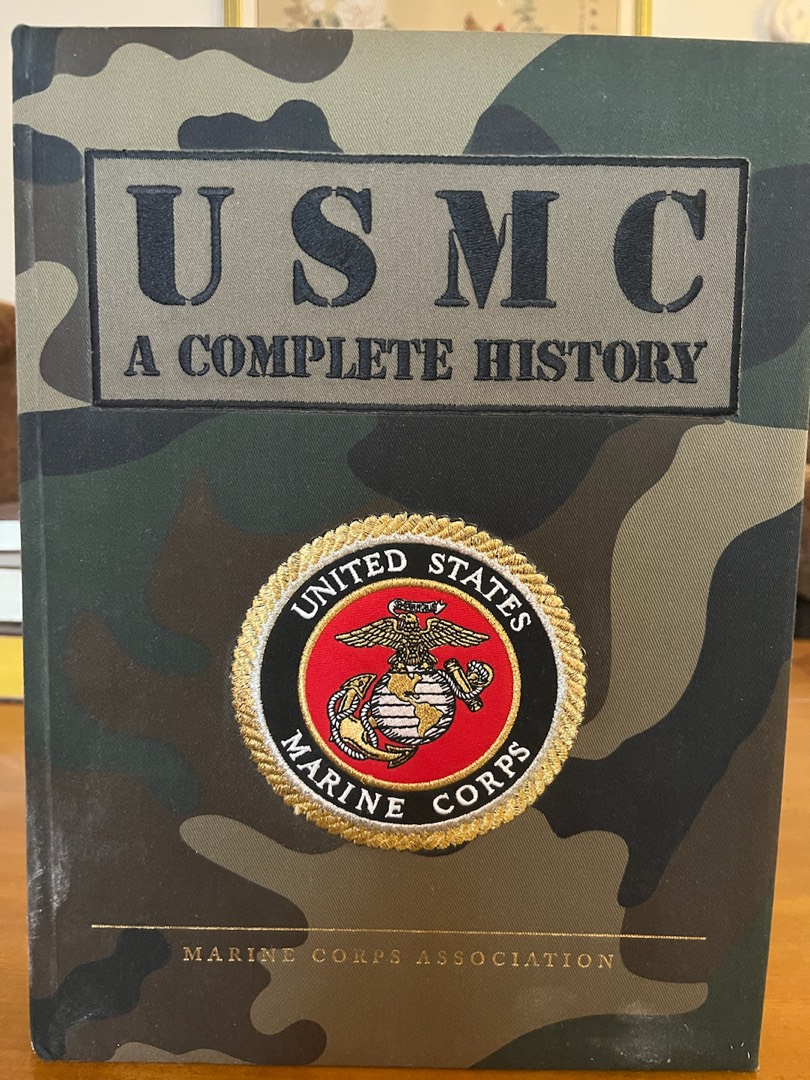 USMC
A COMPLETE HISTORY
UNITED STATES
MARINE CORPS
MARINE CORPS ASSOCIATION